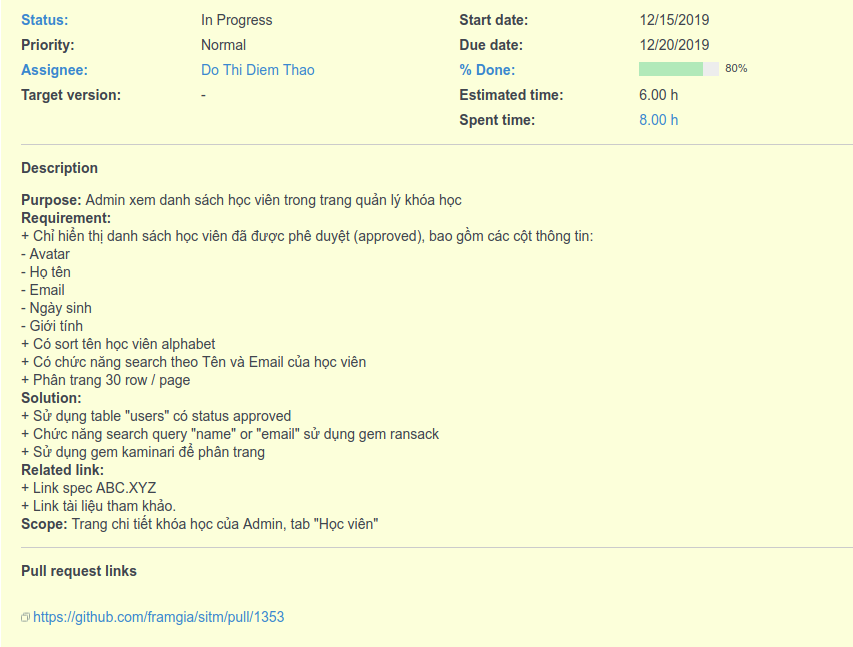 Status: In Progress Start date: 12/15/2019
Priority: Normal Due date: 12/20/2019
Assignee: Do Thi Diem Thao % Done: 80%
Target version: - Estimated time: 6.00 h
Spent time: 8.00 h
Description
Purpose: Admin xem danh sách học viên trong trang quản lý khóa học
Requirement:
+ Chỉ hiển thị danh sách học viên đã được phê duyệt (approved), bao gồm các cột thông tin:
- Avatar
- Họ tên
- Email
- Ngày sinh
- Giới tính
+ Có sort tên học viên alphabet
+ Có chức năng search theo Tên và Email của học viên
+ Phân trang 30 row / page
Solution:
+ Sử dụng table "users" có status approved
+ Chức năng search query "name" or "email" sử dụng gem ransack
+ Sử dụng gem kaminari để phân trang
Related link:
+ Link spec ABC.XYZ
+ Link tài liệu tham khảo.
Scope: Trang chi tiết khóa học của Admin, tab "Học viên"
Pull request links
https://github.com/framgia/sitm/pull/1353